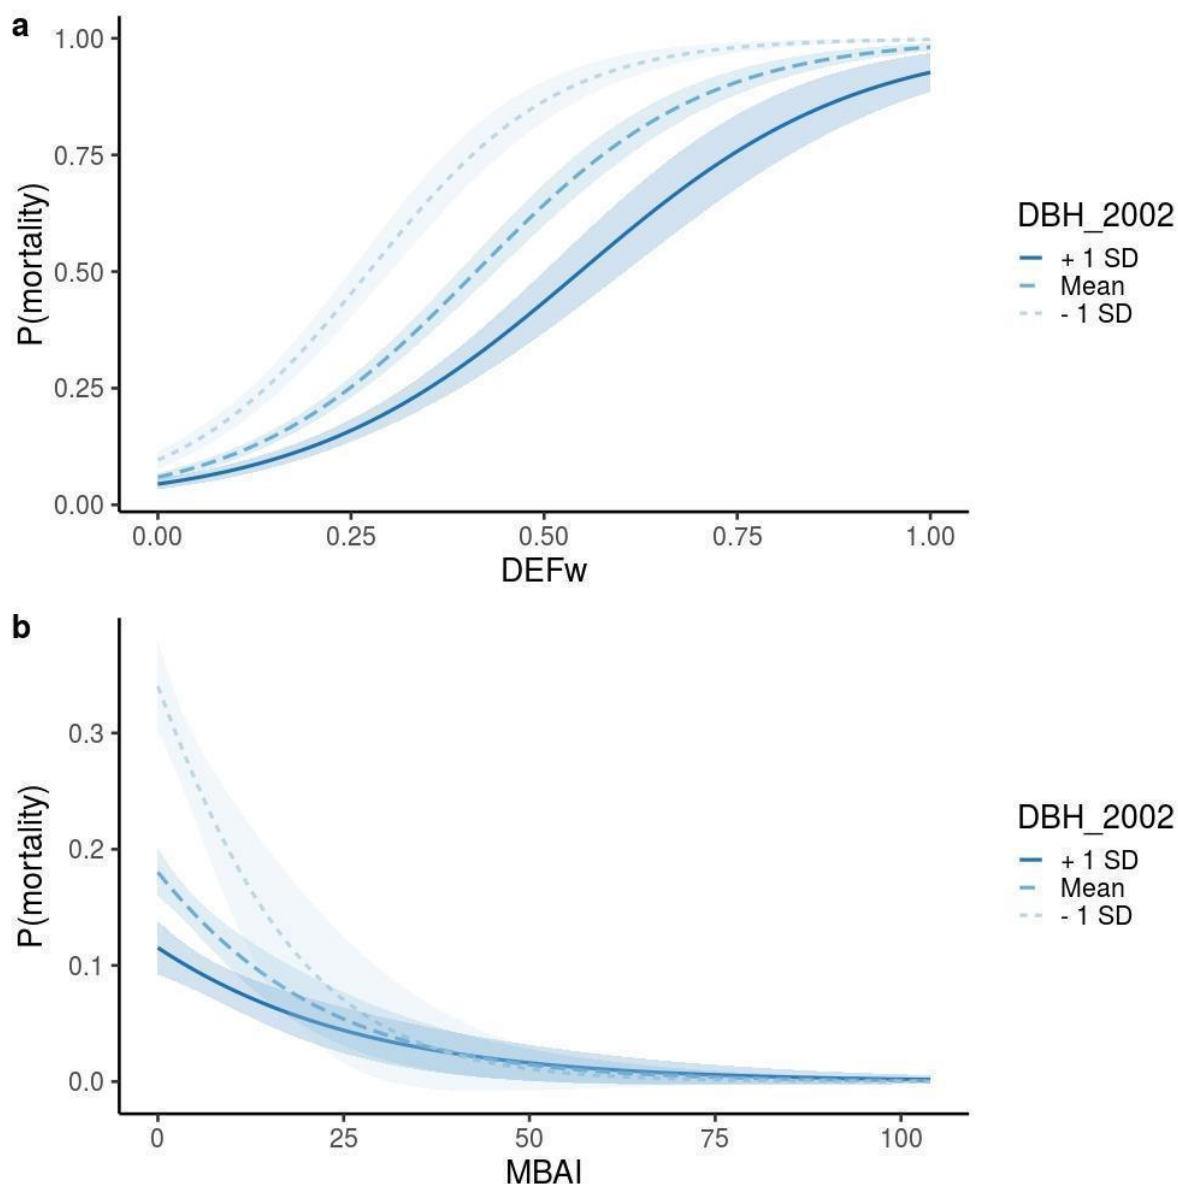 a
P(mortality)
1.00
0.75
0.50
0.25
0.00
0.00 0.25 0.50 0.75 1.00
DEFw
DBH_2002
+ 1 SD
Mean
- 1 SD
b
P(mortality)
0.3
0.2
0.1
0.0
0 25 50 75 100
MBAI
DBH_2002
+ 1 SD
Mean
- 1 SD